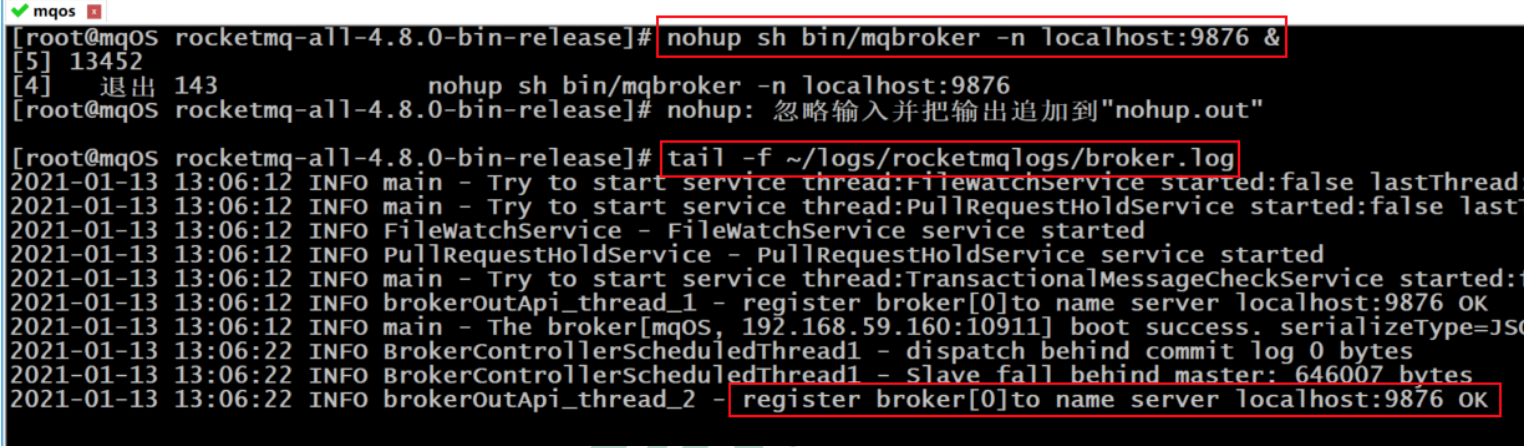 mqos
[root@mqOS rocketmq-all-4.8.0-bin-release]# nohup sh bin/mqbroker -n localhost:9876 &
[5] 13452
[4] 退出 143 nohup sh bin/mqbroker -n localhost:9876
[root@mqOS rocketmq-all-4.8.0-bin-release]# nohup: 忽略输入并把输出追加到"nohup.out"
[root@mqOS rocketmq-all-4.8.0-bin-release]# tail -f ~/logs/rocketmqlogs/broker.log
2021-01-13 13:06:12 INFO main - Try to start service thread:FileWatchService started:false lastThread:
2021-01-13 13:06:12 INFO main - Try to start service thread:PullRequestHoldService started:false last
2021-01-13 13:06:12 INFO FileWatchService - FileWatchService service started
2021-01-13 13:06:12 INFO PullRequestHoldService - PullRequestHoldService service started
2021-01-13 13:06:12 INFO main - Try to start service thread:TransactionalMessageCheckService started:
2021-01-13 13:06:12 INFO brokerOutApi_thread_1 - register broker[0]to name server localhost:9876 OK
2021-01-13 13:06:12 INFO main - The broker[mqOS, 192.168.59.160:10911] boot success. serializeType=JSO
2021-01-13 13:06:22 INFO BrokerControllerScheduledThread1 - dispatch behind commit log 0 bytes
2021-01-13 13:06:22 INFO BrokerControllerScheduledThread1 - Slave fall behind master: 646007 bytes
2021-01-13 13:06:22 INFO brokerOutApi_thread_2 - register broker[0]to name server localhost:9876 OK